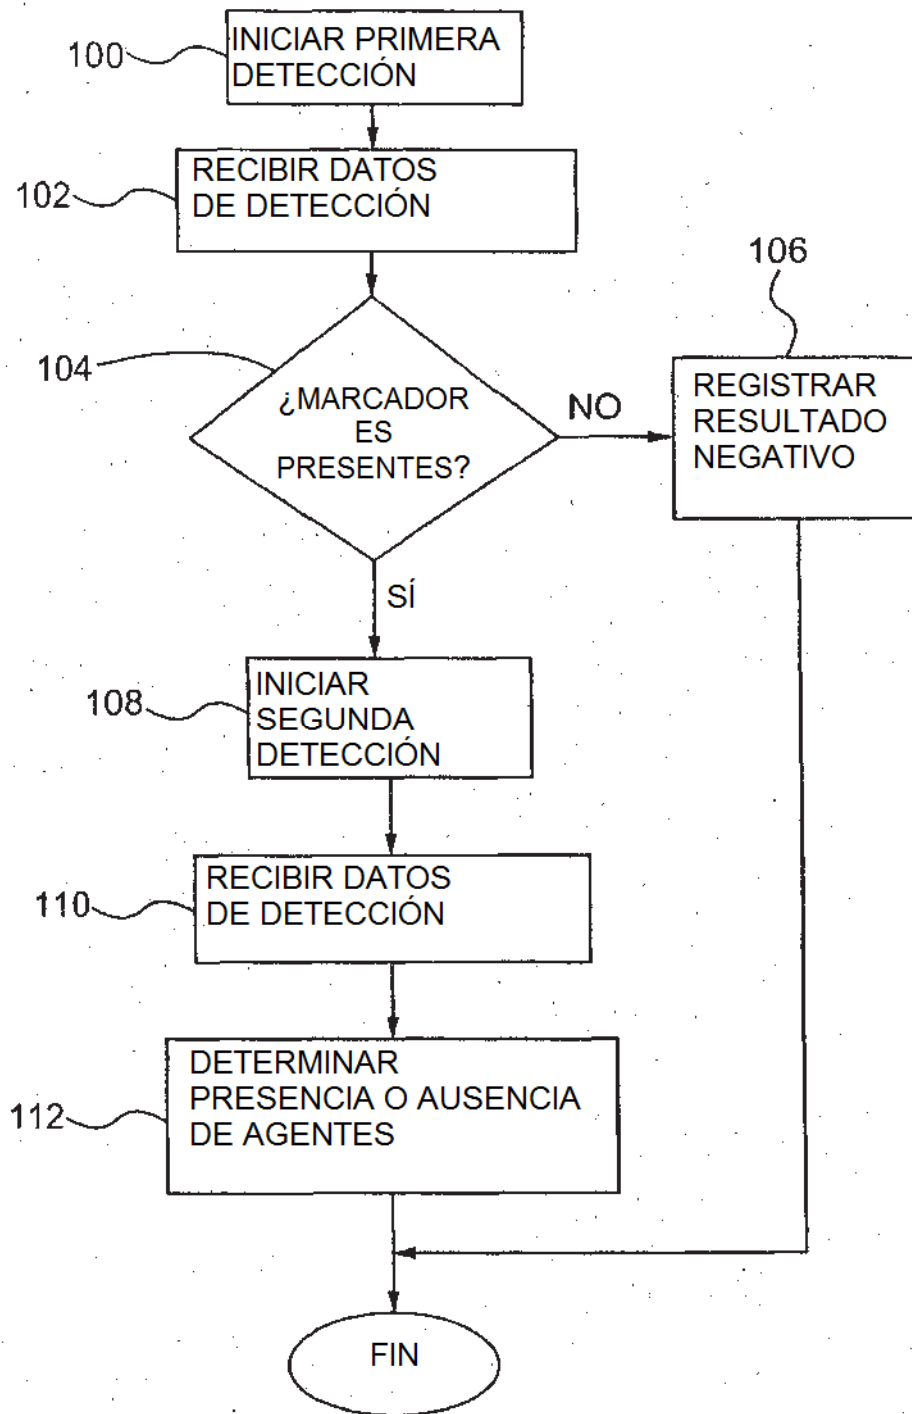 100
INICIAR PRIMERA
DETECCIÓN
102
RECIBIR DATOS
DE DETECCIÓN
104
¿MARCADOR
ES
PRESENTES?
NO
106
REGISTRAR
RESULTADO
NEGATIVO
SÍ
108
INICIAR
SEGUNDA
DETECCIÓN
110
RECIBIR DATOS
DE DETECCIÓN
112
DETERMINAR
PRESENCIA O AUSENCIA
DE AGENTES
FIN